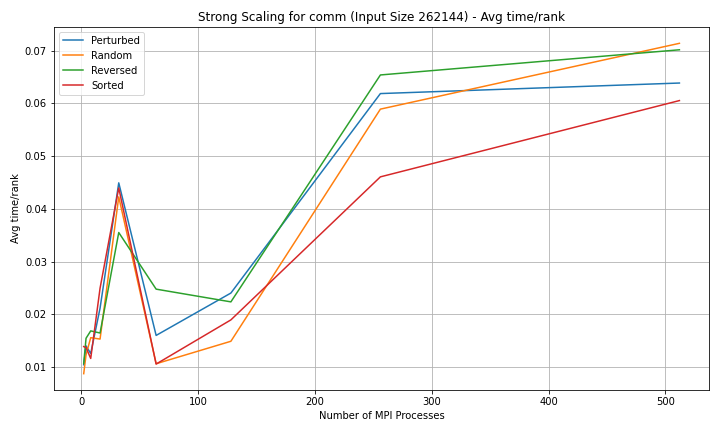 Strong Scaling for comm (Input Size 262144) - Avg time/rank
Perturbed
Random
Reversed
Sorted
Avg time/rank
0.07
0.06
0.05
0.04
0.03
0.02
0.01
0 100 200 300 400 500
Number of MPI Processes